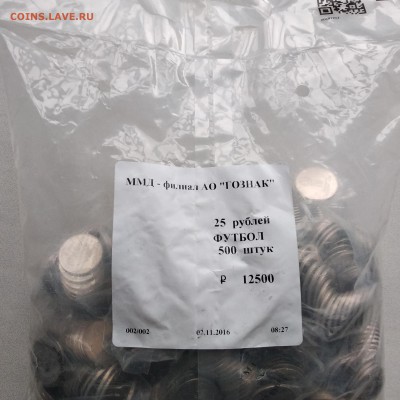 COINS.LAVE.RU
ММД - филиал АО "ГОЗНАК"
25 рублей
ФУТБОЛ
500 штук
₽ 12500
002/002 02.11.2016 08:27